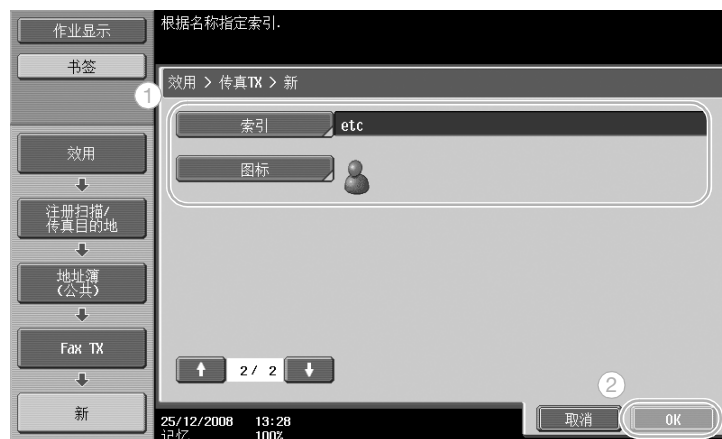 作业显示
书签
根据名称指定索引.
效用 > 传真TX > 新
1
索引
etc
图标
效用
注册扫描/
传真目的地
地址簿
(公共)
Fax TX
新
2/ 2
2
取消
OK
25/12/2008 13:28
记忆 100%